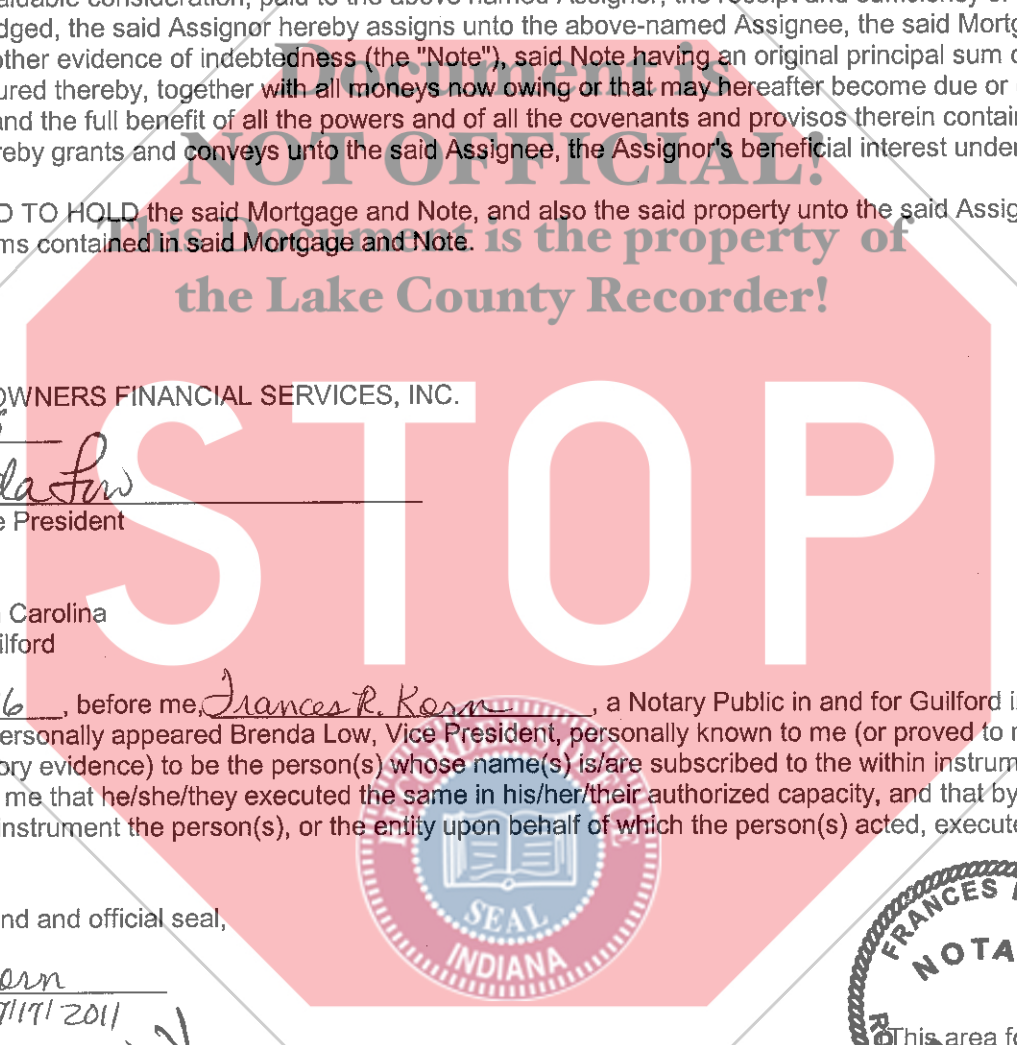 valuable consideration, paid to the above named Assignor, the receipt and sufficiency of
dged, the said Assignor hereby assigns unto the above-named Assignee, the said Mortg
other evidence of indebtedness (the "Note"), said Note having an original principal sum o
Document is
ured thereby, together with all moneys now owing or that may hereafter become due or
and the full benefit of all the powers and of all the covenants and provisos therein contain
reby grants and conveys unto the said Assignee, the Assignor's beneficial interest under
NOT OFFICIAL!
D TO HOLD the said Mortgage and Note, and also the said property unto the said Assig
This Document is the property of
ms contained in said Mortgage and Note.
the Lake County Recorder!
OWNERS FINANCIAL SERVICES, INC.
STOP
da Low
e President
Carolina
ilford
6, before me, Frances R. Korn, a Notary Public in and for Guilford i
ersonally appeared Brenda Low, Vice President, personally known to me (or proved to m
ory evidence) to be the person(s) whose name(s) is/are subscribed to the within instrum
me that he/she/they executed the same in his/her/their authorized capacity, and that by
instrument the person(s), or the entity upon behalf of which the person(s) acted, execute
SEAL
INDIANA
nd and official seal,
orn
7/17/2011
FRANCES
NOTA
This area fo